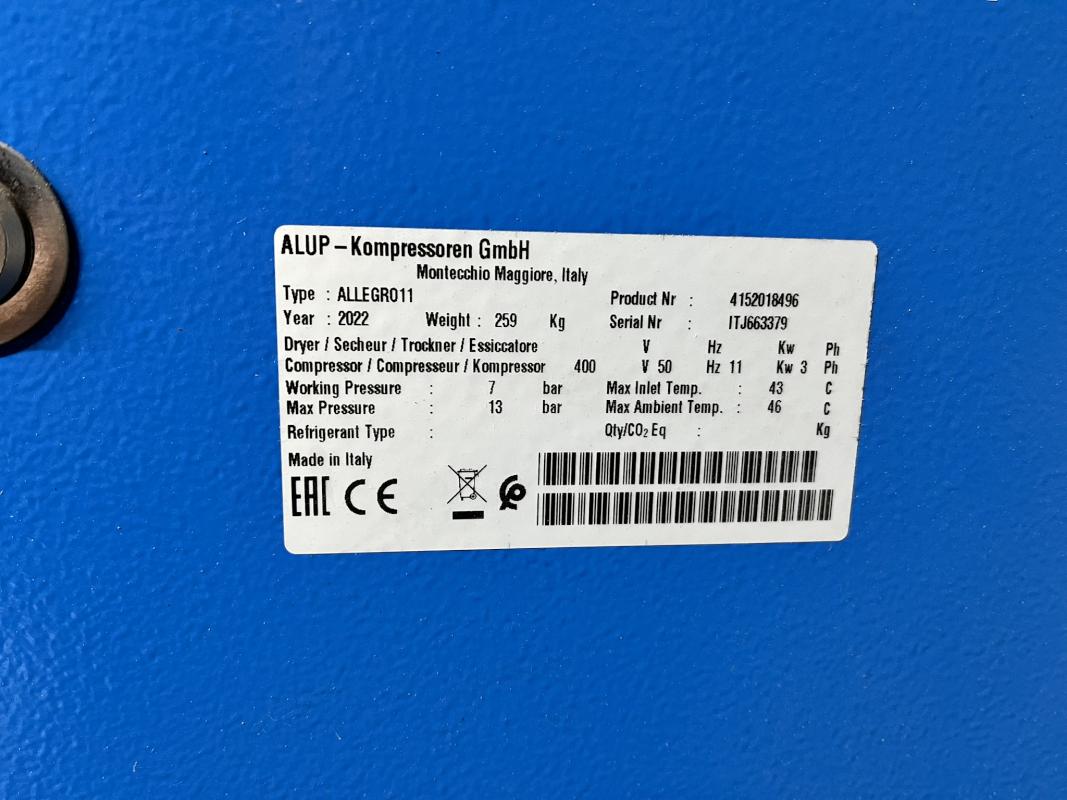 ALUP – Kompressoren GmbH
Montecchio Maggiore, Italy
Type : ALLEGRO11 Product Nr : 4152018496
Year : 2022 Weight : 259 Kg Serial Nr : ITJ663379
Dryer / Secheur / Trockner / Essiccatore V Hz Kw Ph
Compressor / Compresseur / Kompressor 400 V 50 Hz 11 Kw 3 Ph
Working Pressure : 7 bar Max Inlet Temp. : 43 C
Max Pressure : 13 bar Max Ambient Temp. : 46 C
Refrigerant Type : Qty/CO₂ Eq : Kg
Made in Italy
EAC CE